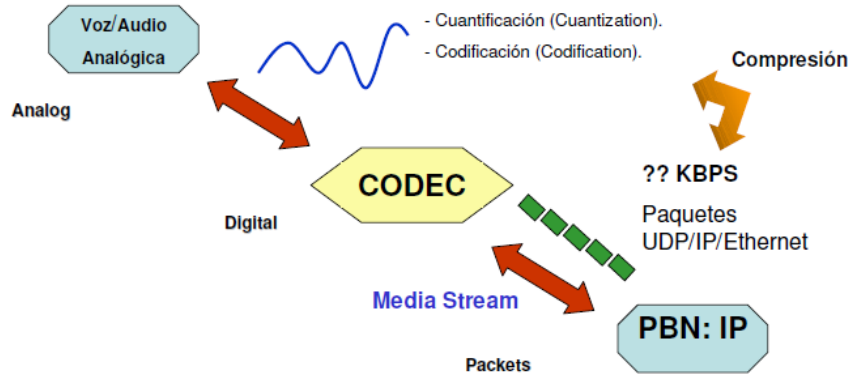 Voz/Audio
Analógica
- Cuantificación (Cuantization).
- Codificación (Codification).
Compresión
Analog
CODEC
?? KBPS
Paquetes
UDP/IP/Ethernet
Digital
Media Stream
PBN: IP
Packets